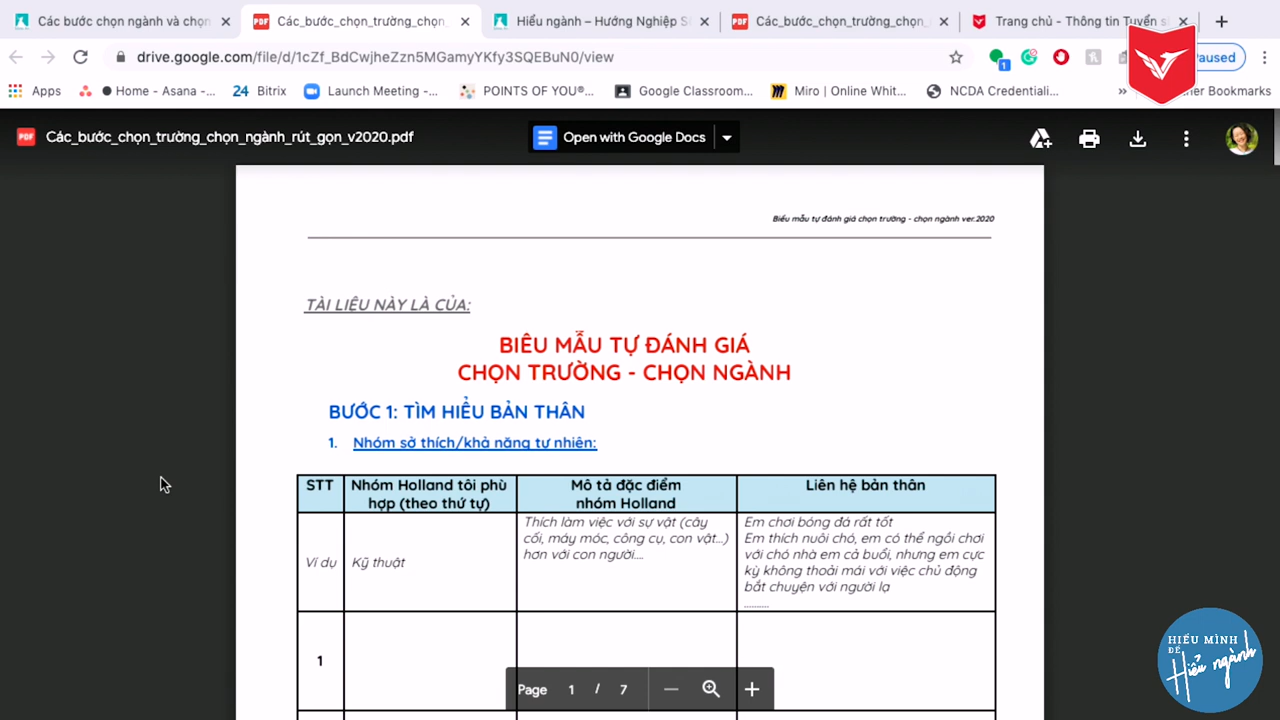 Các bước chọn ngành và chọn
Các_bước_chọn_trường_chọn_
Hiểu ngành – Hướng Nghiệp S
Các_bước_chọn_trường_chọn_
Trang chủ - Thông tin Tuyển s
drive.google.com/file/d/1cZf_BdCwjheZzn5MGamyYKfy3SQEBuN0/view
1
Paused
Apps
Home - Asana -...
24 Bitrix
Launch Meeting -...
POINTS OF YOU®...
Google Classroom...
Miro | Online Whit...
NCDA Credentiali...
»
Bookmarks
PDF Các_bước_chọn_trường_chọn_ngành_rút_gọn_v2020.pdf
Open with Google Docs
Biểu mẫu tự đánh giá chọn trường - chọn ngành ver.2020
TÀI LIỆU NÀY LÀ CỦA:
BIỂU MẪU TỰ ĐÁNH GIÁ
CHỌN TRƯỜNG - CHỌN NGÀNH
BƯỚC 1: TÌM HIỂU BẢN THÂN
1. Nhóm sở thích/khả năng tự nhiên:
STT
Nhóm Holland tôi phù
hợp (theo thứ tự)
Mô tả đặc điểm
nhóm Holland
Liên hệ bản thân
Ví dụ
Kỹ thuật
Thích làm việc với sự vật (cây
cối, máy móc, công cụ, con vật...)
hơn với con người....
Em chơi bóng đá rất tốt
Em thích nuôi chó, em có thể ngồi chơi
với chó nhà em cả buổi, nhưng em cực
kỳ không thoải mái với việc chủ động
bắt chuyện với người lạ
..........
1
Page 1 / 7
HIỂU MÌNH
ĐỂ
Hiểu ngành